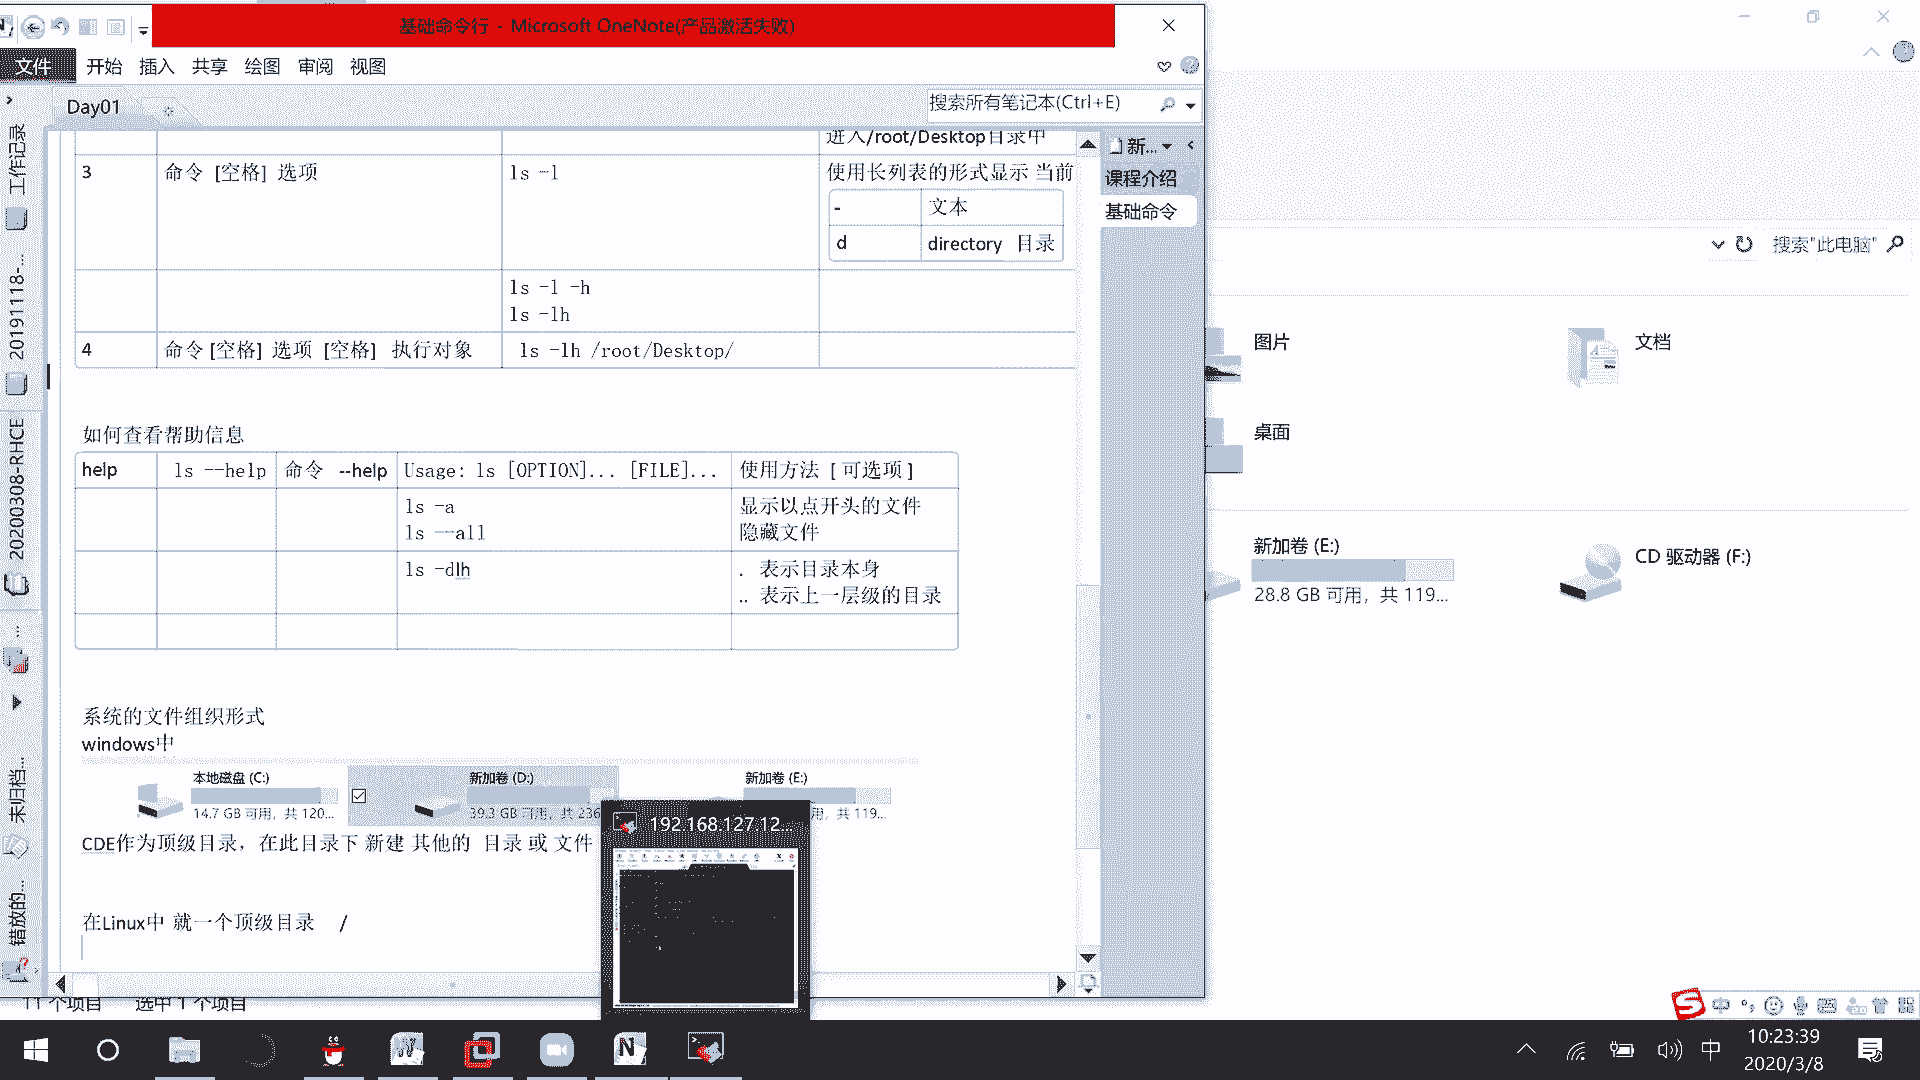 基础命令行 - Microsoft OneNote(产品激活失败)
文件 开始 插入 共享 绘图 审阅 视图
Day01
搜索所有笔记本(Ctrl+E)
工作记录
20191118-...
20200308-RHCE
...
未归档...
错放的...
新...
课程介绍
基础命令
进入/root/Desktop目录中
3 命令 [空格] 选项 ls -l 使用长列表的形式显示 当前
- 文本
d directory 目录
ls -l -h
ls -lh
4 命令 [空格] 选项 [空格] 执行对象 ls -lh /root/Desktop/
如何查看帮助信息
help ls --help 命令 --help Usage: ls [OPTION]... [FILE]... 使用方法 [ 可选项 ]
ls -a 显示以点开头的文件
ls —all 隐藏文件
ls -dlh . 表示目录本身
.. 表示上一层级的目录
系统的文件组织形式
windows中
本地磁盘 (C:) 新加卷 (D:) 新加卷 (E:)
14.7 GB 可用，共 120... 39.3 GB 可用，共 236 用，共 119...
CDE作为顶级目录，在此目录下 新建 其他的 目录 或 文件
在Linux中 就一个顶级目录 /
192.168.127.12...
11 个项目 选中 1 个项目
搜索"此电脑"
图片
文档
桌面
新加卷 (E:)
28.8 GB 可用，共 119...
CD 驱动器 (F:)
中
中
10:23:39
2020/3/8